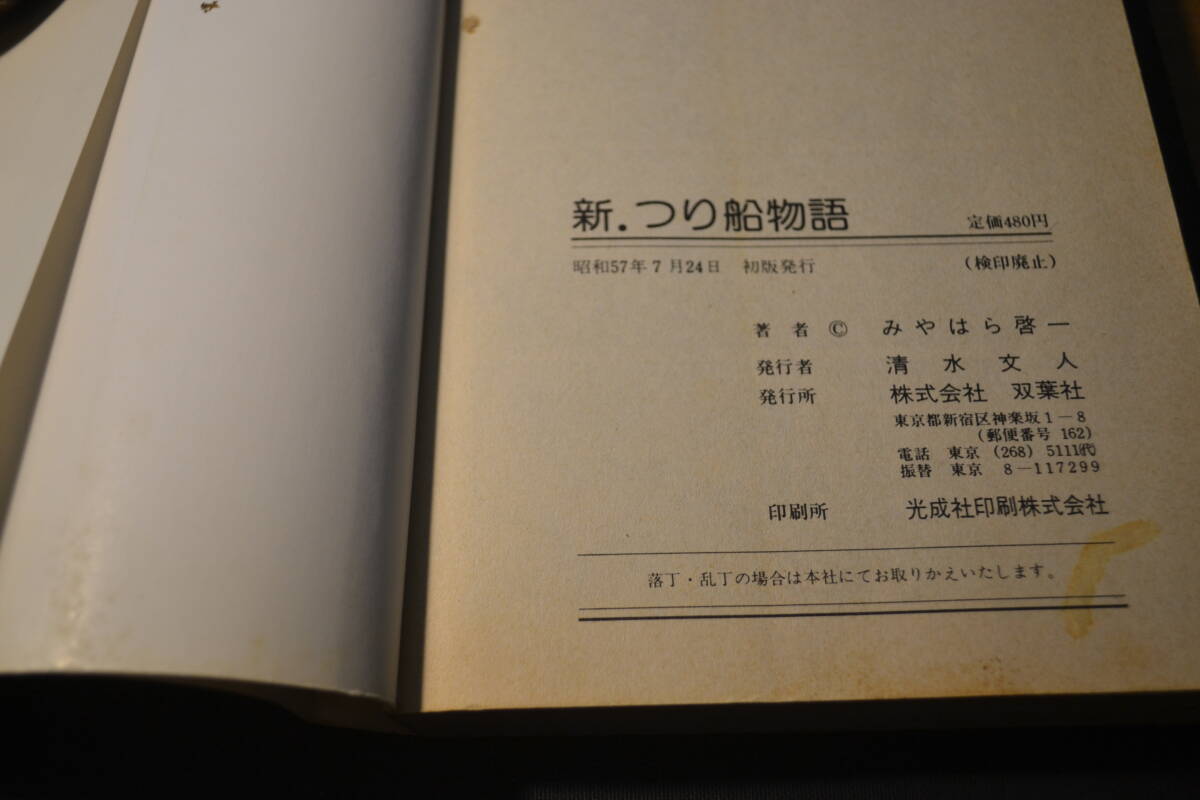 新.つり船物語 定価480円
昭和57年7月24日 初版発行 (検印廃止)
著者 © みやはら啓一
発行者 清水文人
発行所 株式会社 双葉社
東京都新宿区神楽坂1−8
(郵便番号 162)
電話 東京 (268) 5111代
振替 東京 8−117299
印刷所 光成社印刷株式会社
落丁・乱丁の場合は本社にてお取りかえいたします。